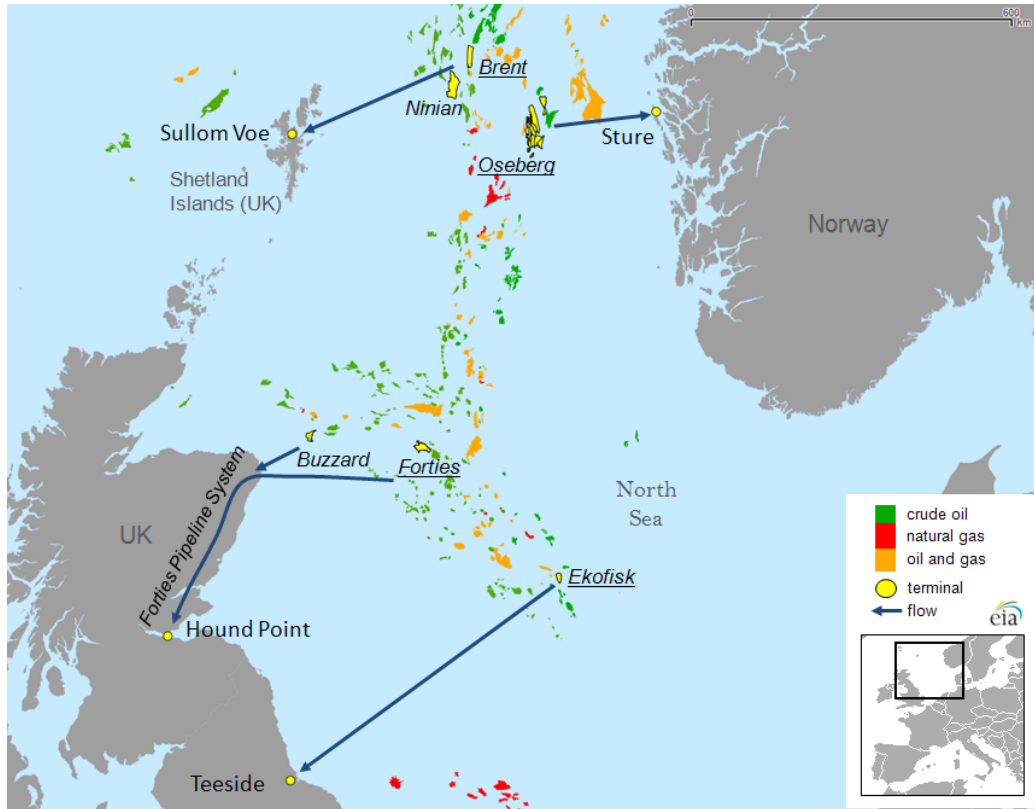 0
600
km
Brent
Ninian
Sullom Voe
Sture
Oseberg
Shetland
Islands (UK)
Norway
Buzzard
Forties
Forties Pipeline System
UK
North
Sea
Ekofisk
Hound Point
Teeside
crude oil
natural gas
oil and gas
terminal
flow
eia